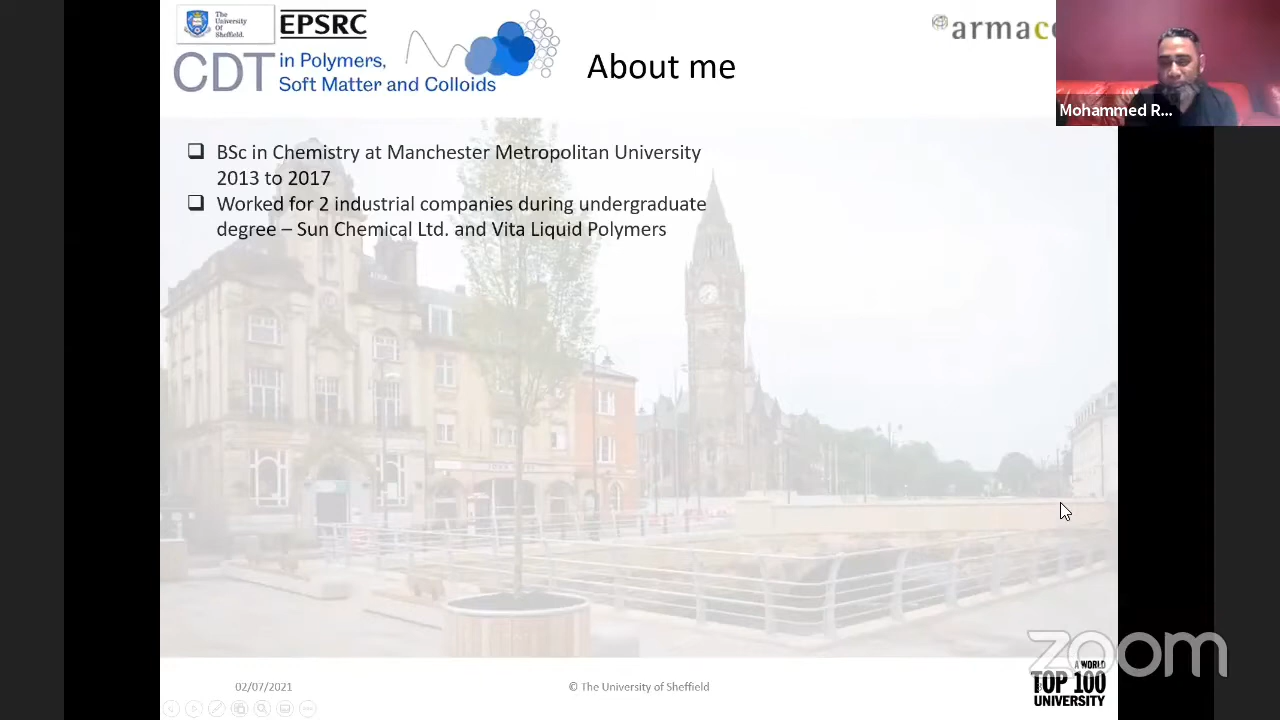 The
University
Of
Sheffield.
EPSRC
CDT in Polymers,
Soft Matter and Colloids
About me
armac
Mohammed R...
BSc in Chemistry at Manchester Metropolitan University
2013 to 2017
Worked for 2 industrial companies during undergraduate
degree – Sun Chemical Ltd. and Vita Liquid Polymers
zoom
A WORLD
TOP 100
UNIVERSITY
02/07/2021
© The University of Sheffield